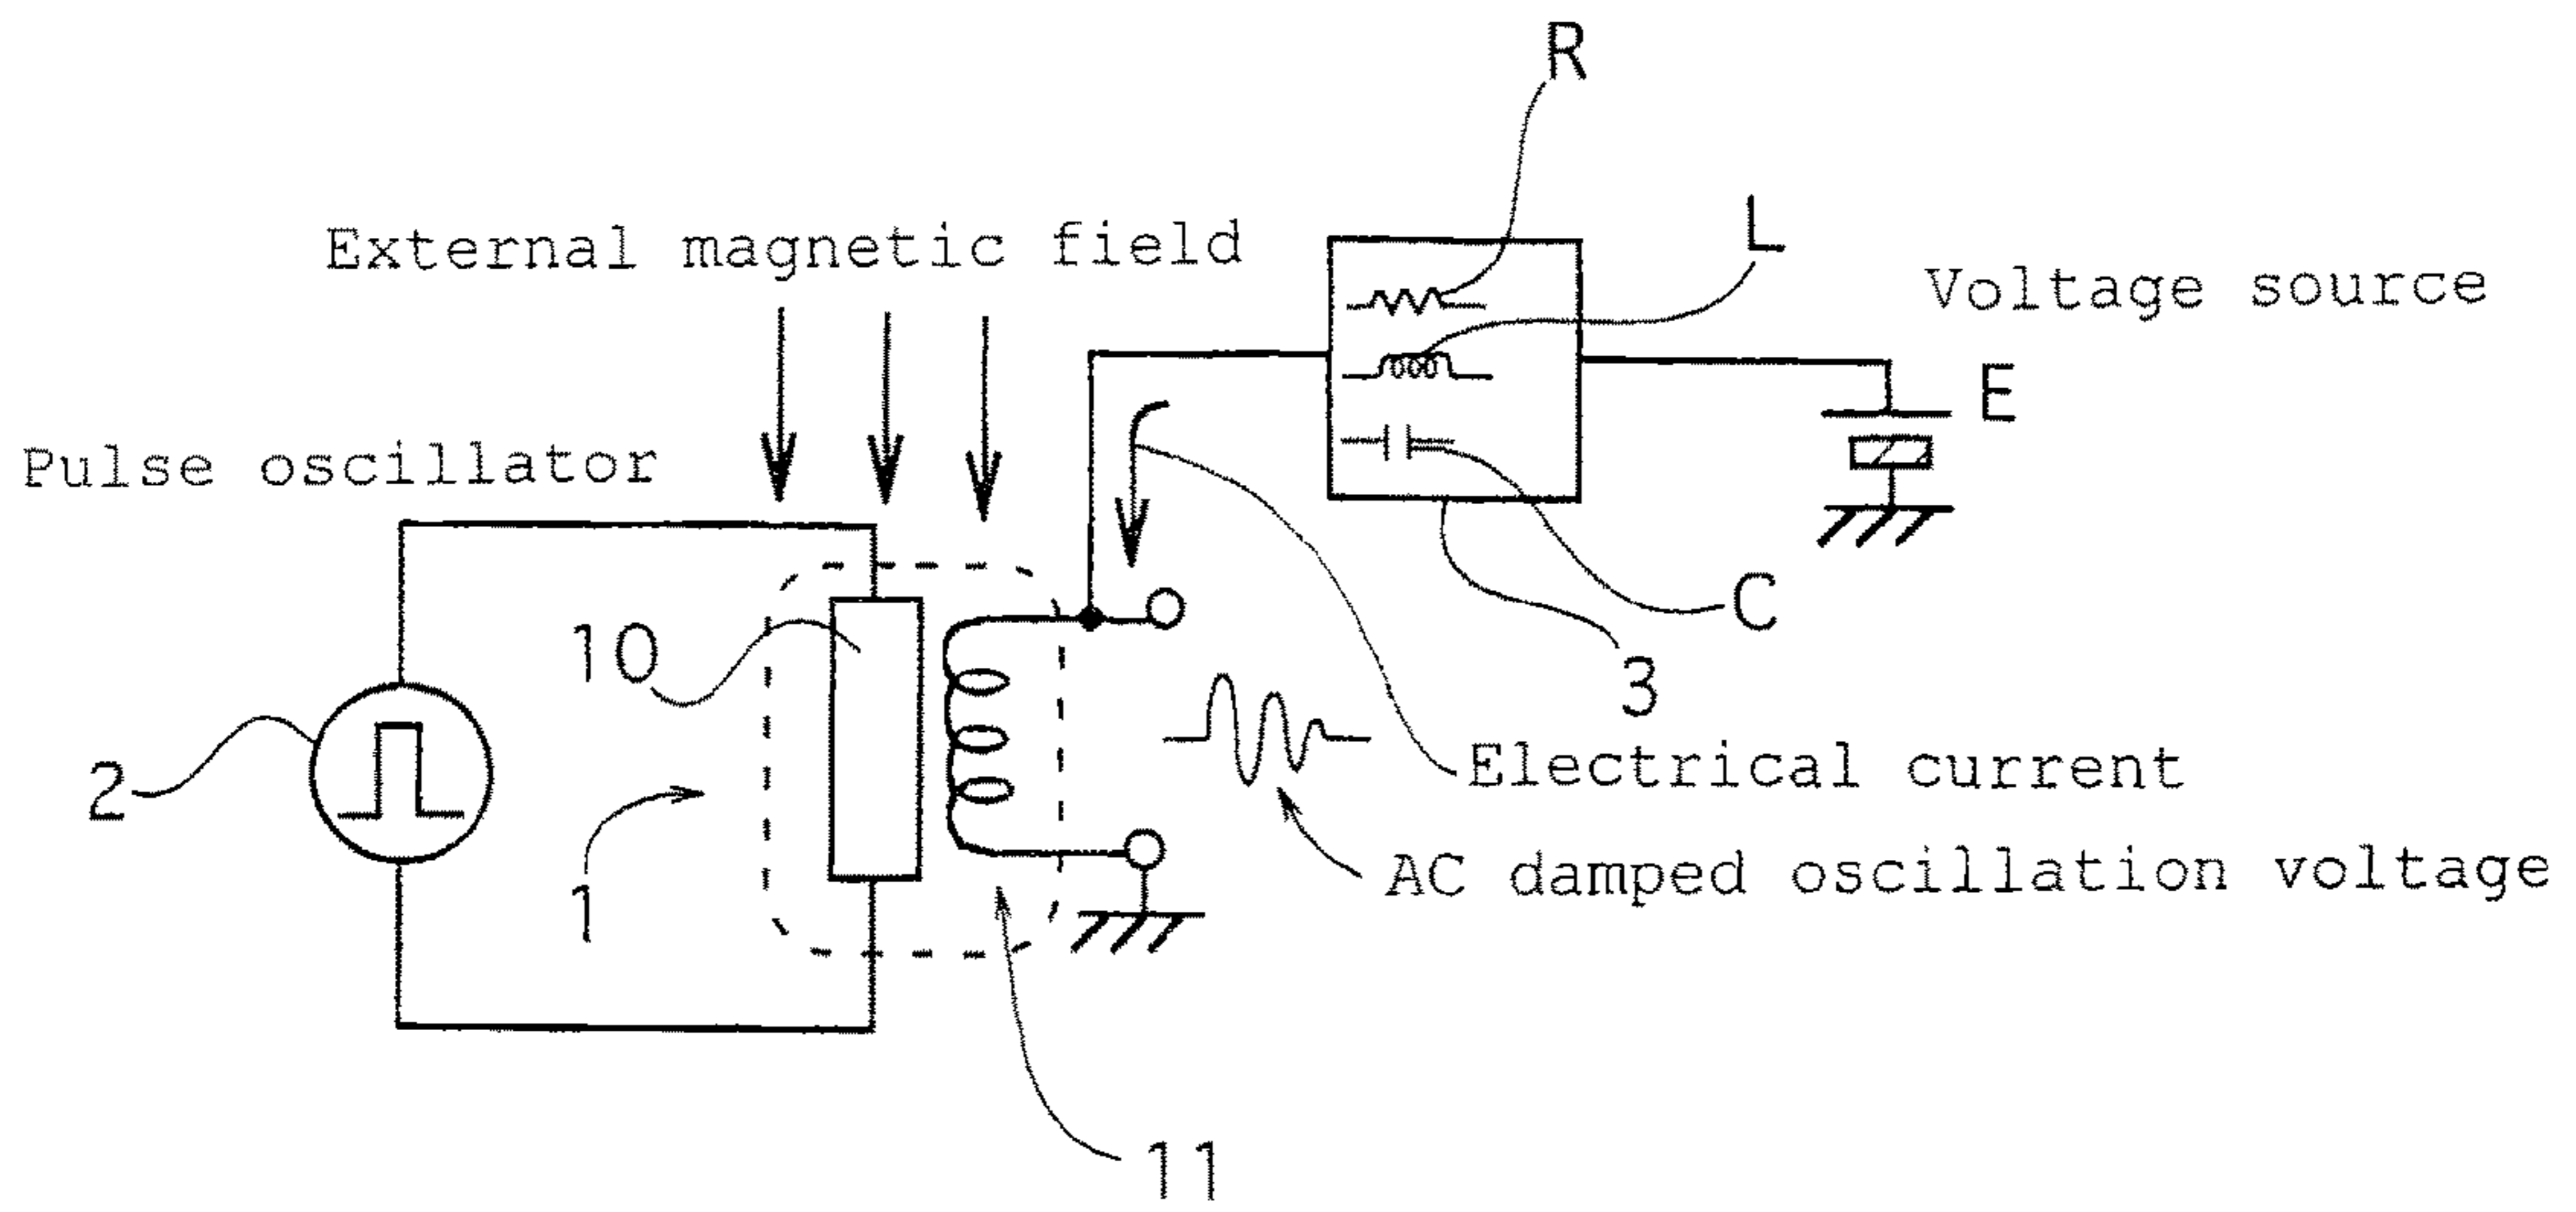 R
L
External magnetic field
Voltage source
E
Pulse oscillator
C
10
3
2
Electrical current
1
AC damped oscillation voltage
11